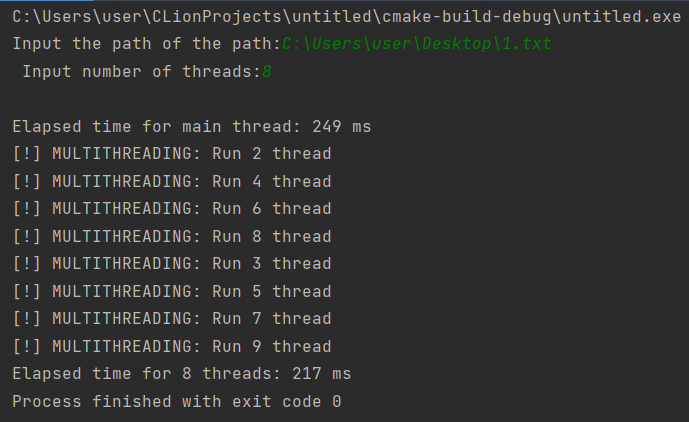 C:\Users\user\CLionProjects\untitled\cmake-build-debug\untitled.exe
Input the path of the path:C:\Users\user\Desktop\1.txt
Input number of threads:8
Elapsed time for main thread: 249 ms
[!] MULTITHREADING: Run 2 thread
[!] MULTITHREADING: Run 4 thread
[!] MULTITHREADING: Run 6 thread
[!] MULTITHREADING: Run 8 thread
[!] MULTITHREADING: Run 3 thread
[!] MULTITHREADING: Run 5 thread
[!] MULTITHREADING: Run 7 thread
[!] MULTITHREADING: Run 9 thread
Elapsed time for 8 threads: 217 ms
Process finished with exit code 0